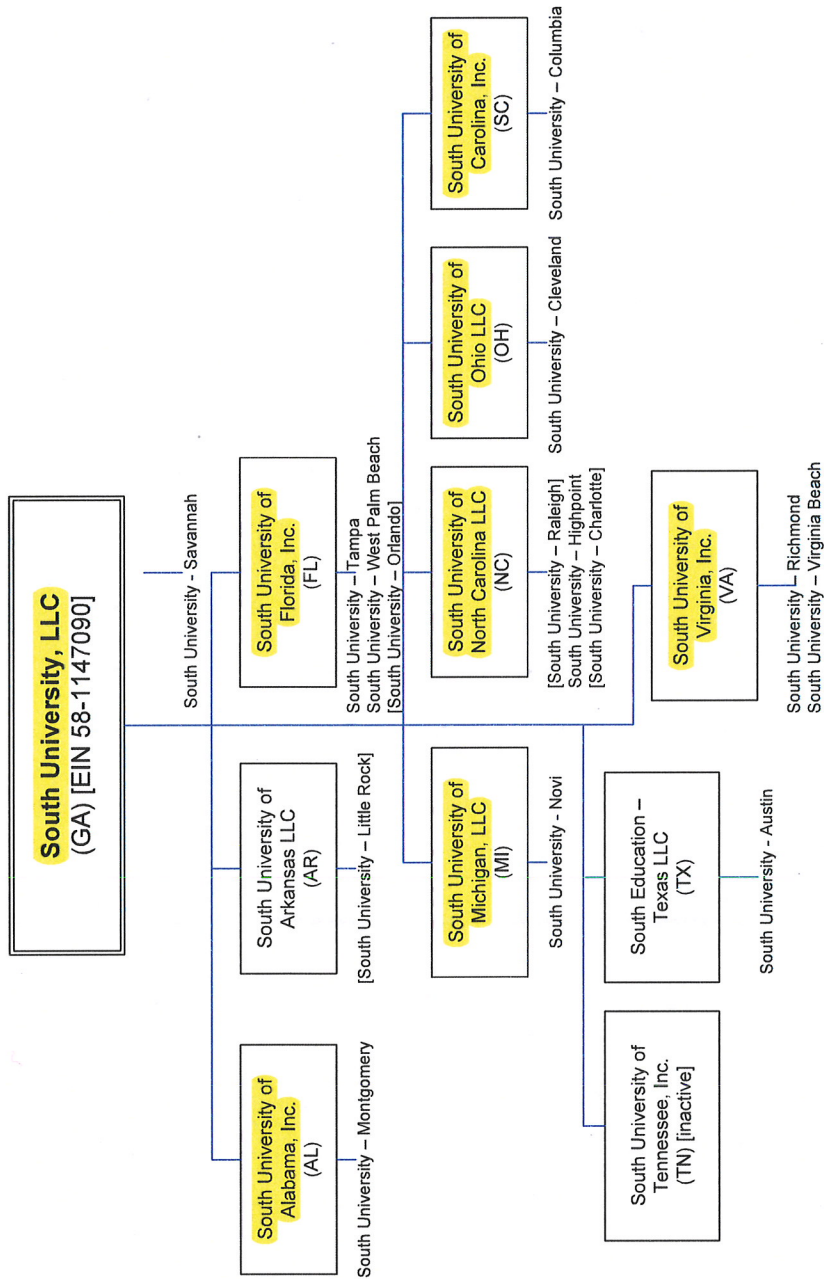 South University, LLC
(GA) [EIN 58-1147090]
South University - Savannah
South University of
Alabama, Inc.
(AL)
South University – Montgomery
South University of
Arkansas LLC
(AR)
[South University – Little Rock]
South University of
Florida, Inc.
(FL)
South University – Tampa
South University – West Palm Beach
[South University – Orlando]
South University of
Michigan, LLC
(MI)
South University - Novi
South University of
North Carolina LLC
(NC)
[South University – Raleigh]
South University – Highpoint
[South University – Charlotte]
South University of
Ohio LLC
(OH)
South University – Cleveland
South University of
Carolina, Inc.
(SC)
South University – Columbia
South University of
Tennessee, Inc.
(TN) [inactive]
South Education –
Texas LLC
(TX)
South University - Austin
South University of
Virginia, Inc.
(VA)
South University – Richmond
South University – Virginia Beach